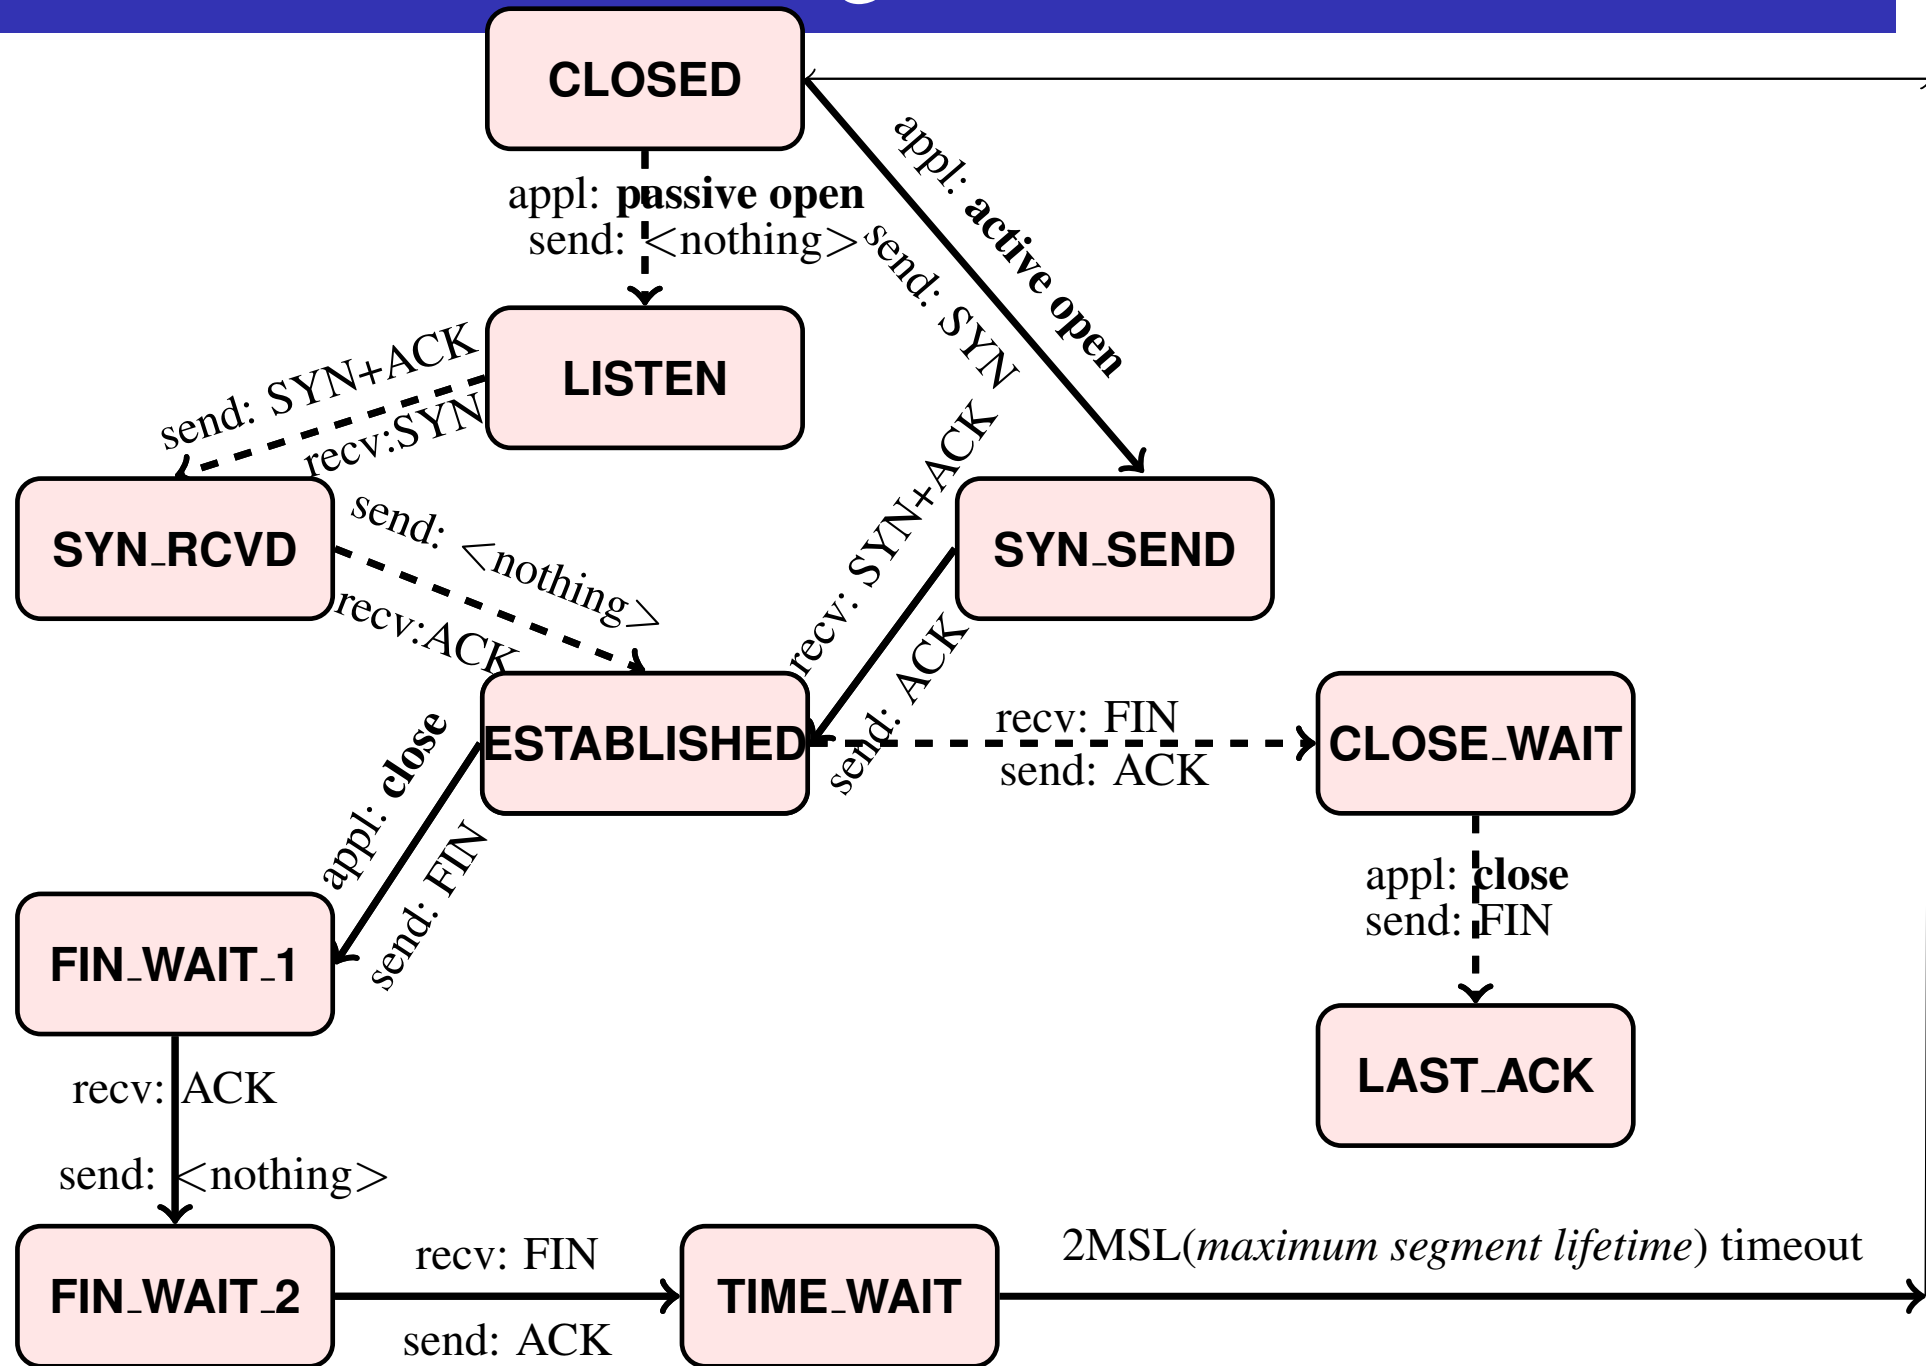 CLOSED
appl: passive open
send: <nothing>
appl: active open
send: SYN
LISTEN
send: SYN+ACK
recv:SYN
SYN_RCVD
send: <nothing>
recv:ACK
recv: SYN+ACK
send: ACK
SYN_SEND
ESTABLISHED
recv: FIN
send: ACK
CLOSE_WAIT
appl: close
send: FIN
appl: close
send: FIN
FIN_WAIT_1
LAST_ACK
recv: ACK
send: <nothing>
FIN_WAIT_2
recv: FIN
send: ACK
TIME_WAIT
2MSL(maximum segment lifetime) timeout